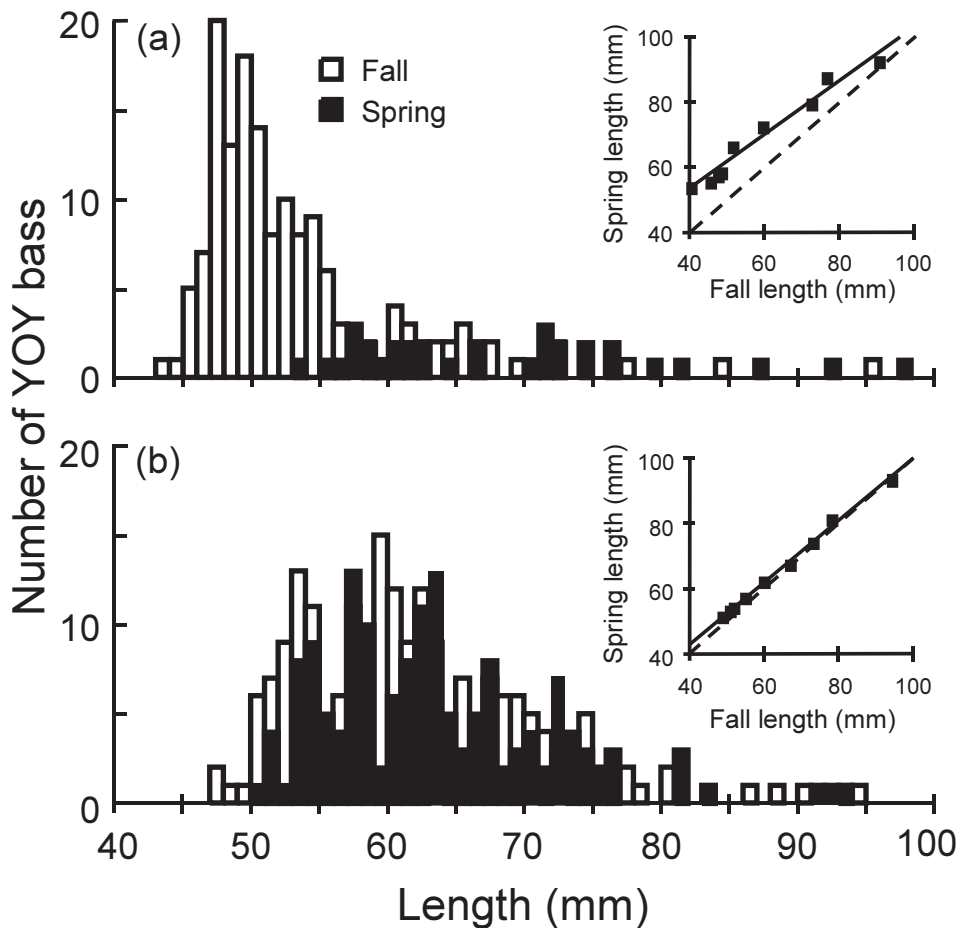 Number of YOY bass
(a)
20
10
0
Fall
Spring
Spring length (mm)
100
80
60
40
40 60 80 100
Fall length (mm)
(b)
20
10
0
Spring length (mm)
100
80
60
40
40 60 80 100
Fall length (mm)
40 50 60 70 80 90 100
Length (mm)